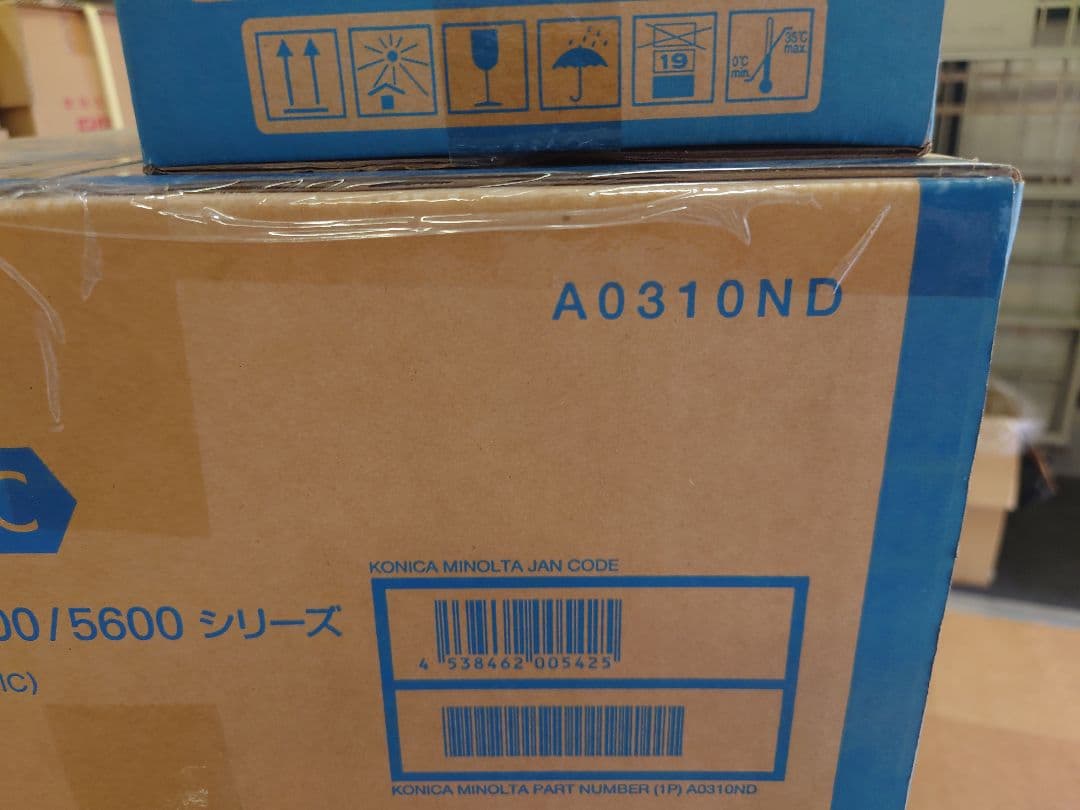 19
0℃
min.
35℃
max.
A0310ND
C
00/5600 シリーズ
IC)
KONICA MINOLTA JAN CODE
4 538462 005425
KONICA MINOLTA PART NUMBER (1P) A0310ND